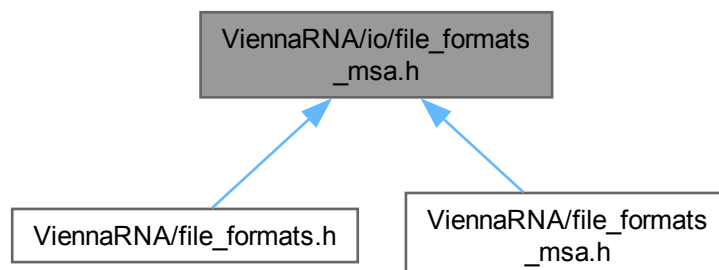 ViennaRNA/io/file_formats
_msa.h
ViennaRNA/file_formats.h
ViennaRNA/file_formats
_msa.h